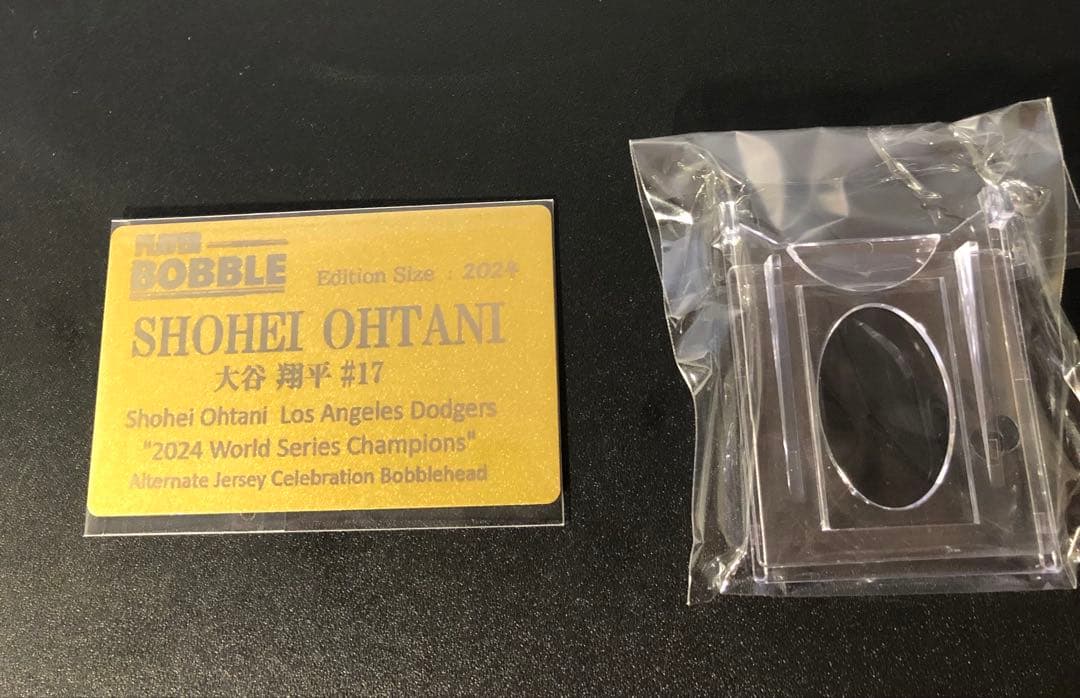 PLAYER
BOBBLE
Edition Size : 2024
SHOHEI OHTANI
大谷 翔平 #17
Shohei Ohtani Los Angeles Dodgers
"2024 World Series Champions"
Alternate Jersey Celebration Bobblehead